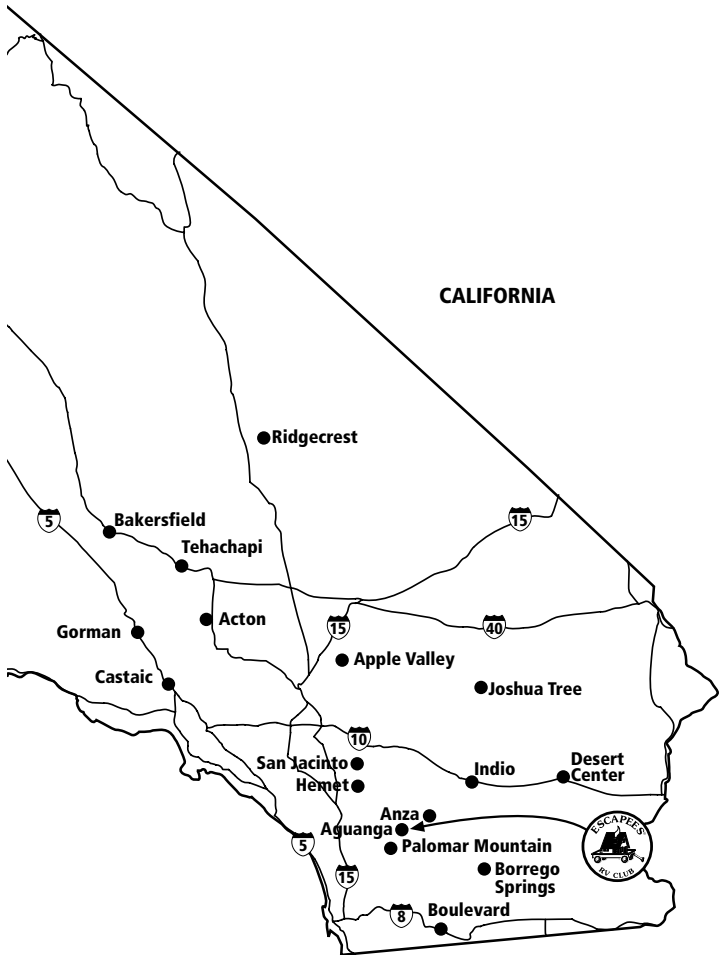 CALIFORNIA
Ridgecrest
5
Bakersfield
15
Tehachapi
Acton
Gorman
15
40
Apple Valley
Castaic
Joshua Tree
10
San Jacinto
Indio
Desert
Center
Hemet
Anza
Aguanga
ESCAPEES
RV CLUB
5
Palomar Mountain
15
Borrego
Springs
8
Boulevard